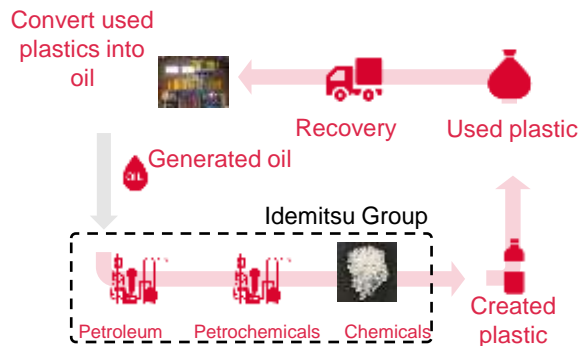 Convert used
plastics into
oil
Recovery
Used plastic
OIL
Generated oil
Idemitsu Group
Petroleum
Petrochemicals
Chemicals
Created
plastic